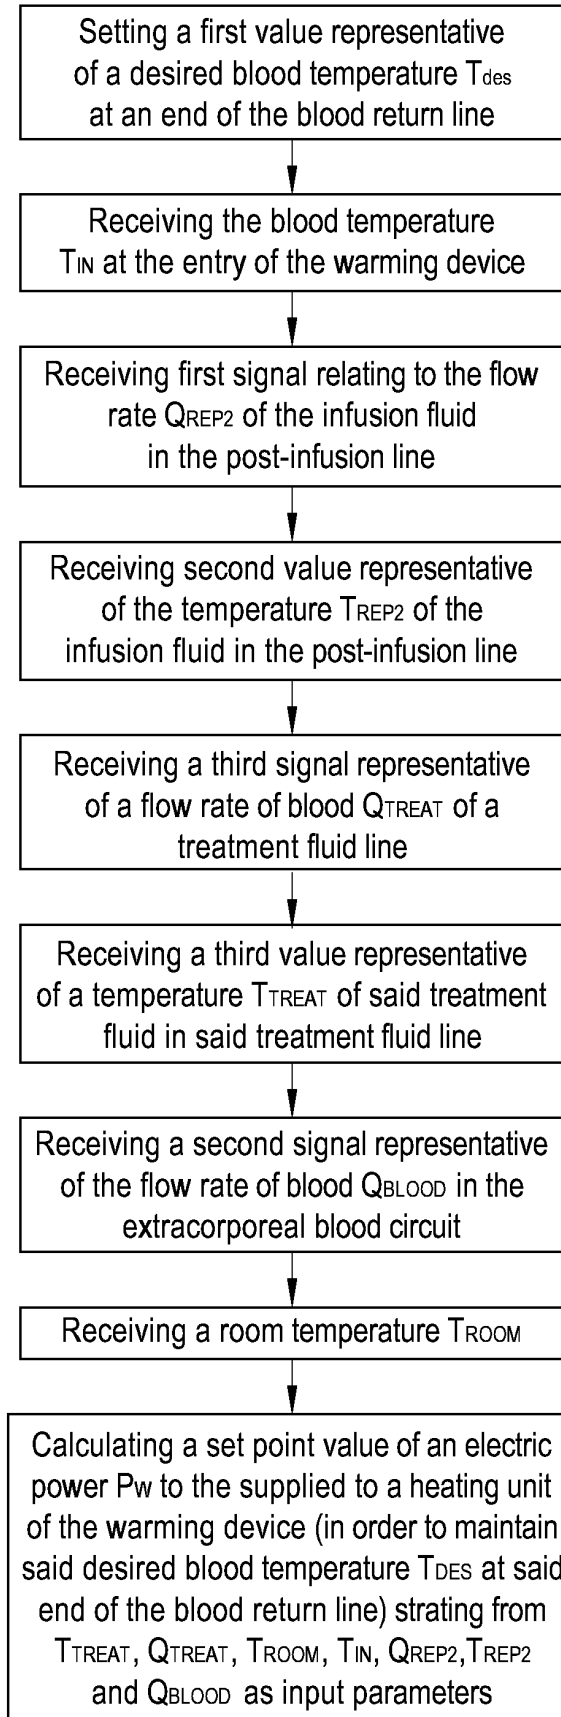 Setting a first value representative
of a desired blood temperature Tdes
at an end of the blood return line
Receiving the blood temperature
TIN at the entry of the warming device
Receiving first signal relating to the flow
rate QREP2 of the infusion fluid
in the post-infusion line
Receiving second value representative
of the temperature TREP2 of the
infusion fluid in the post-infusion line
Receiving a third signal representative
of a flow rate of blood QTREAT of a
treatment fluid line
Receiving a third value representative
of a temperature TTREAT of said treatment
fluid in said treatment fluid line
Receiving a second signal representative
of the flow rate of blood QBLOOD in the
extracorporeal blood circuit
Receiving a room temperature TROOM
Calculating a set point value of an electric
power PW to the supplied to a heating unit
of the warming device (in order to maintain
said desired blood temperature TDES at said
end of the blood return line) strating from
TTREAT, QTREAT, TROOM, TIN, QREP2,TREP2
and QBLOOD as input parameters